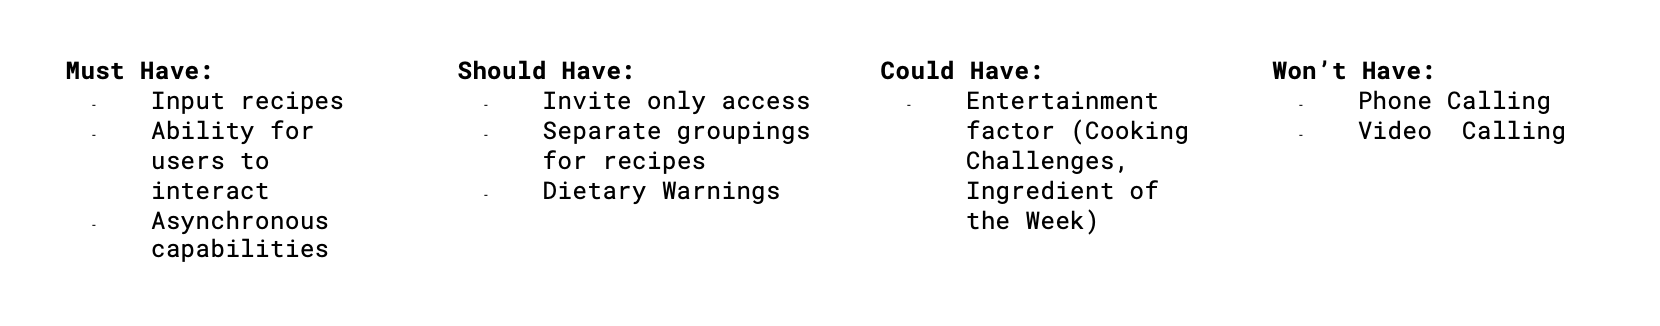 Must Have:
- Input recipes
- Ability for
users to
interact
- Asynchronous
capabilities
Should Have:
- Invite only access
- Separate groupings
for recipes
- Dietary Warnings
Could Have:
- Entertainment
factor (Cooking
Challenges,
Ingredient of
the Week)
Won’t Have:
- Phone Calling
- Video  Calling